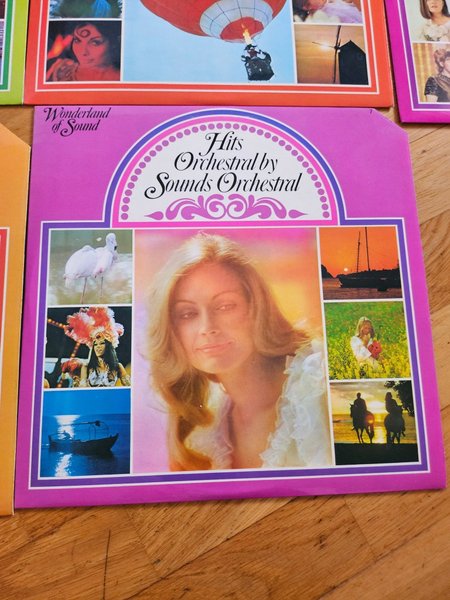 Wonderland
of Sound
Hits
Orchestral by
Sounds Orchestral